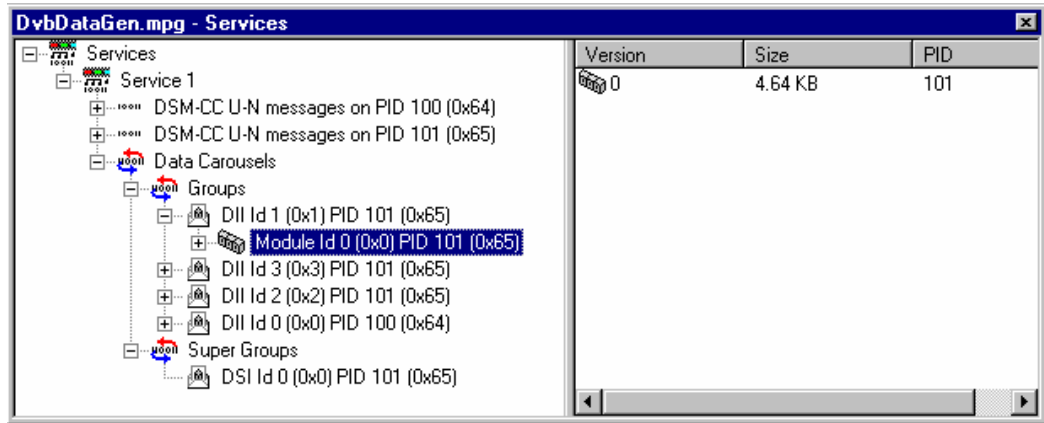 DvbDataGen.mpg - Services
Services
Service 1
DSM-CC U-N messages on PID 100 (0x64)
DSM-CC U-N messages on PID 101 (0x65)
Data Carousels
Groups
DII Id 1 (0x1) PID 101 (0x65)
Module Id 0 (0x0) PID 101 (0x65)
DII Id 3 (0x3) PID 101 (0x65)
DII Id 2 (0x2) PID 101 (0x65)
DII Id 0 (0x0) PID 100 (0x64)
Super Groups
DSI Id 0 (0x0) PID 101 (0x65)
Version Size PID
0 4.64 KB 101